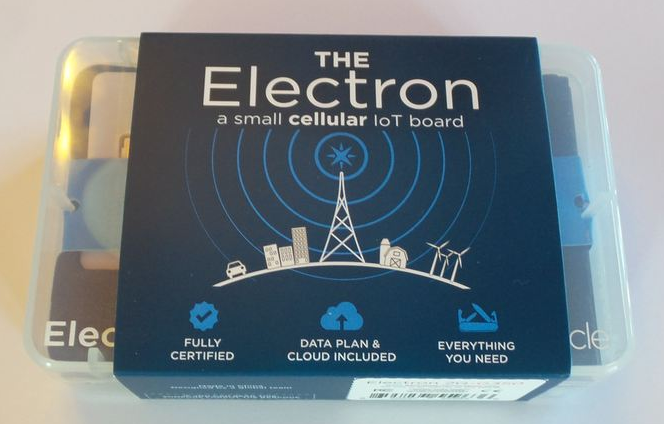 THE
Electron
a small cellular IoT board
FULLY
CERTIFIED
DATA PLAN &
CLOUD INCLUDED
EVERYTHING
YOU NEED
Elec
cle